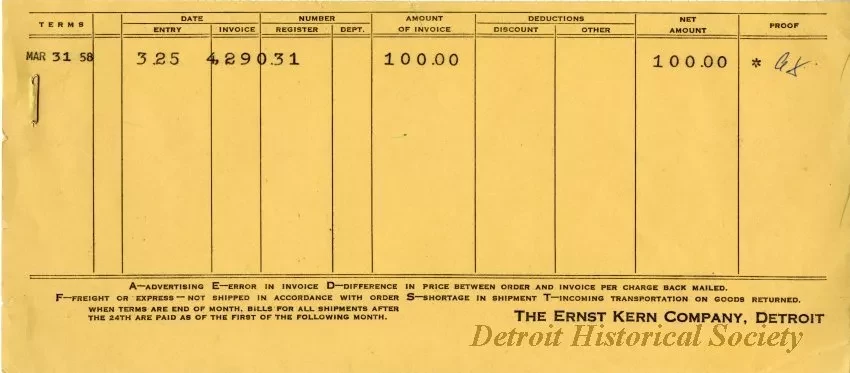 TERMS DATE NUMBER AMOUNT OF INVOICE DEDUCTIONS NET AMOUNT PROOF
ENTRY INVOICE REGISTER DEPT. DISCOUNT OTHER
MAR 31 58 3.25 4,290.31 100.00 100.00 *
A—ADVERTISING E—ERROR IN INVOICE D—DIFFERENCE IN PRICE BETWEEN ORDER AND INVOICE PER CHARGE BACK MAILED.
F—FREIGHT OR EXPRESS—NOT SHIPPED IN ACCORDANCE WITH ORDER S—SHORTAGE IN SHIPMENT T—INCOMING TRANSPORTATION ON GOODS RETURNED.
WHEN TERMS ARE END OF MONTH, BILLS FOR ALL SHIPMENTS AFTER
THE 24TH ARE PAID AS OF THE FIRST OF THE FOLLOWING MONTH.
THE ERNST KERN COMPANY, DETROIT
Detroit Historical Society